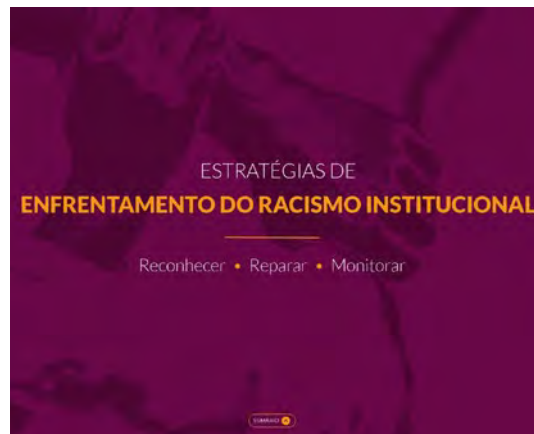 ESTRATÉGIAS DE
ENFRENTAMENTO DO RACISMO INSTITUCIONAL
Reconhecer • Reparar • Monitorar